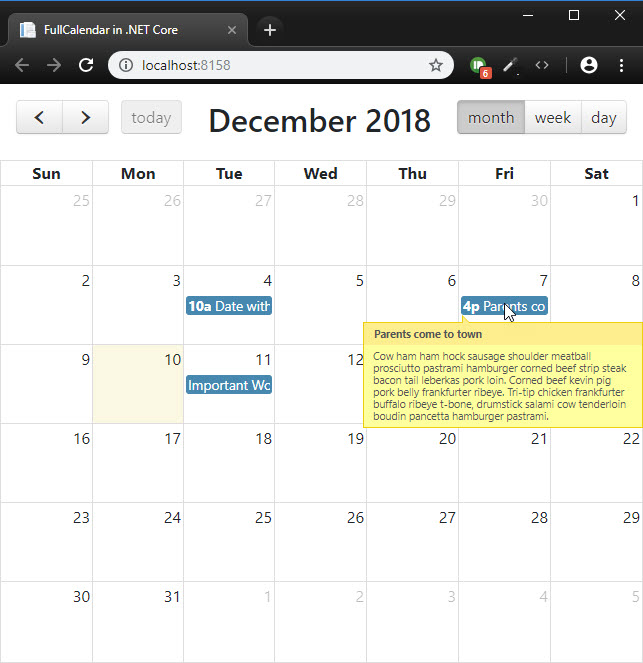 FullCalendar in .NET Core
localhost:8158
6
today
December 2018
month week day
Sun Mon Tue Wed Thu Fri Sat
25 26 27 28 29 30 1
2 3 4 5 6 7 8
10a Date with
4p Parents co
Parents come to town
Cow ham ham hock sausage shoulder meatball
prosciutto pastrami hamburger corned beef strip steak
bacon tail leberkas pork loin. Corned beef kevin pig
pork belly frankfurter ribeye. Tri-tip chicken frankfurter
buffalo ribeye t-bone, drumstick salami cow tenderloin
boudin pancetta hamburger pastrami.
9 10 11 12
Important Wo
16 17 18 19 20 21 22
23 24 25 26 27 28 29
30 31 1 2 3 4 5